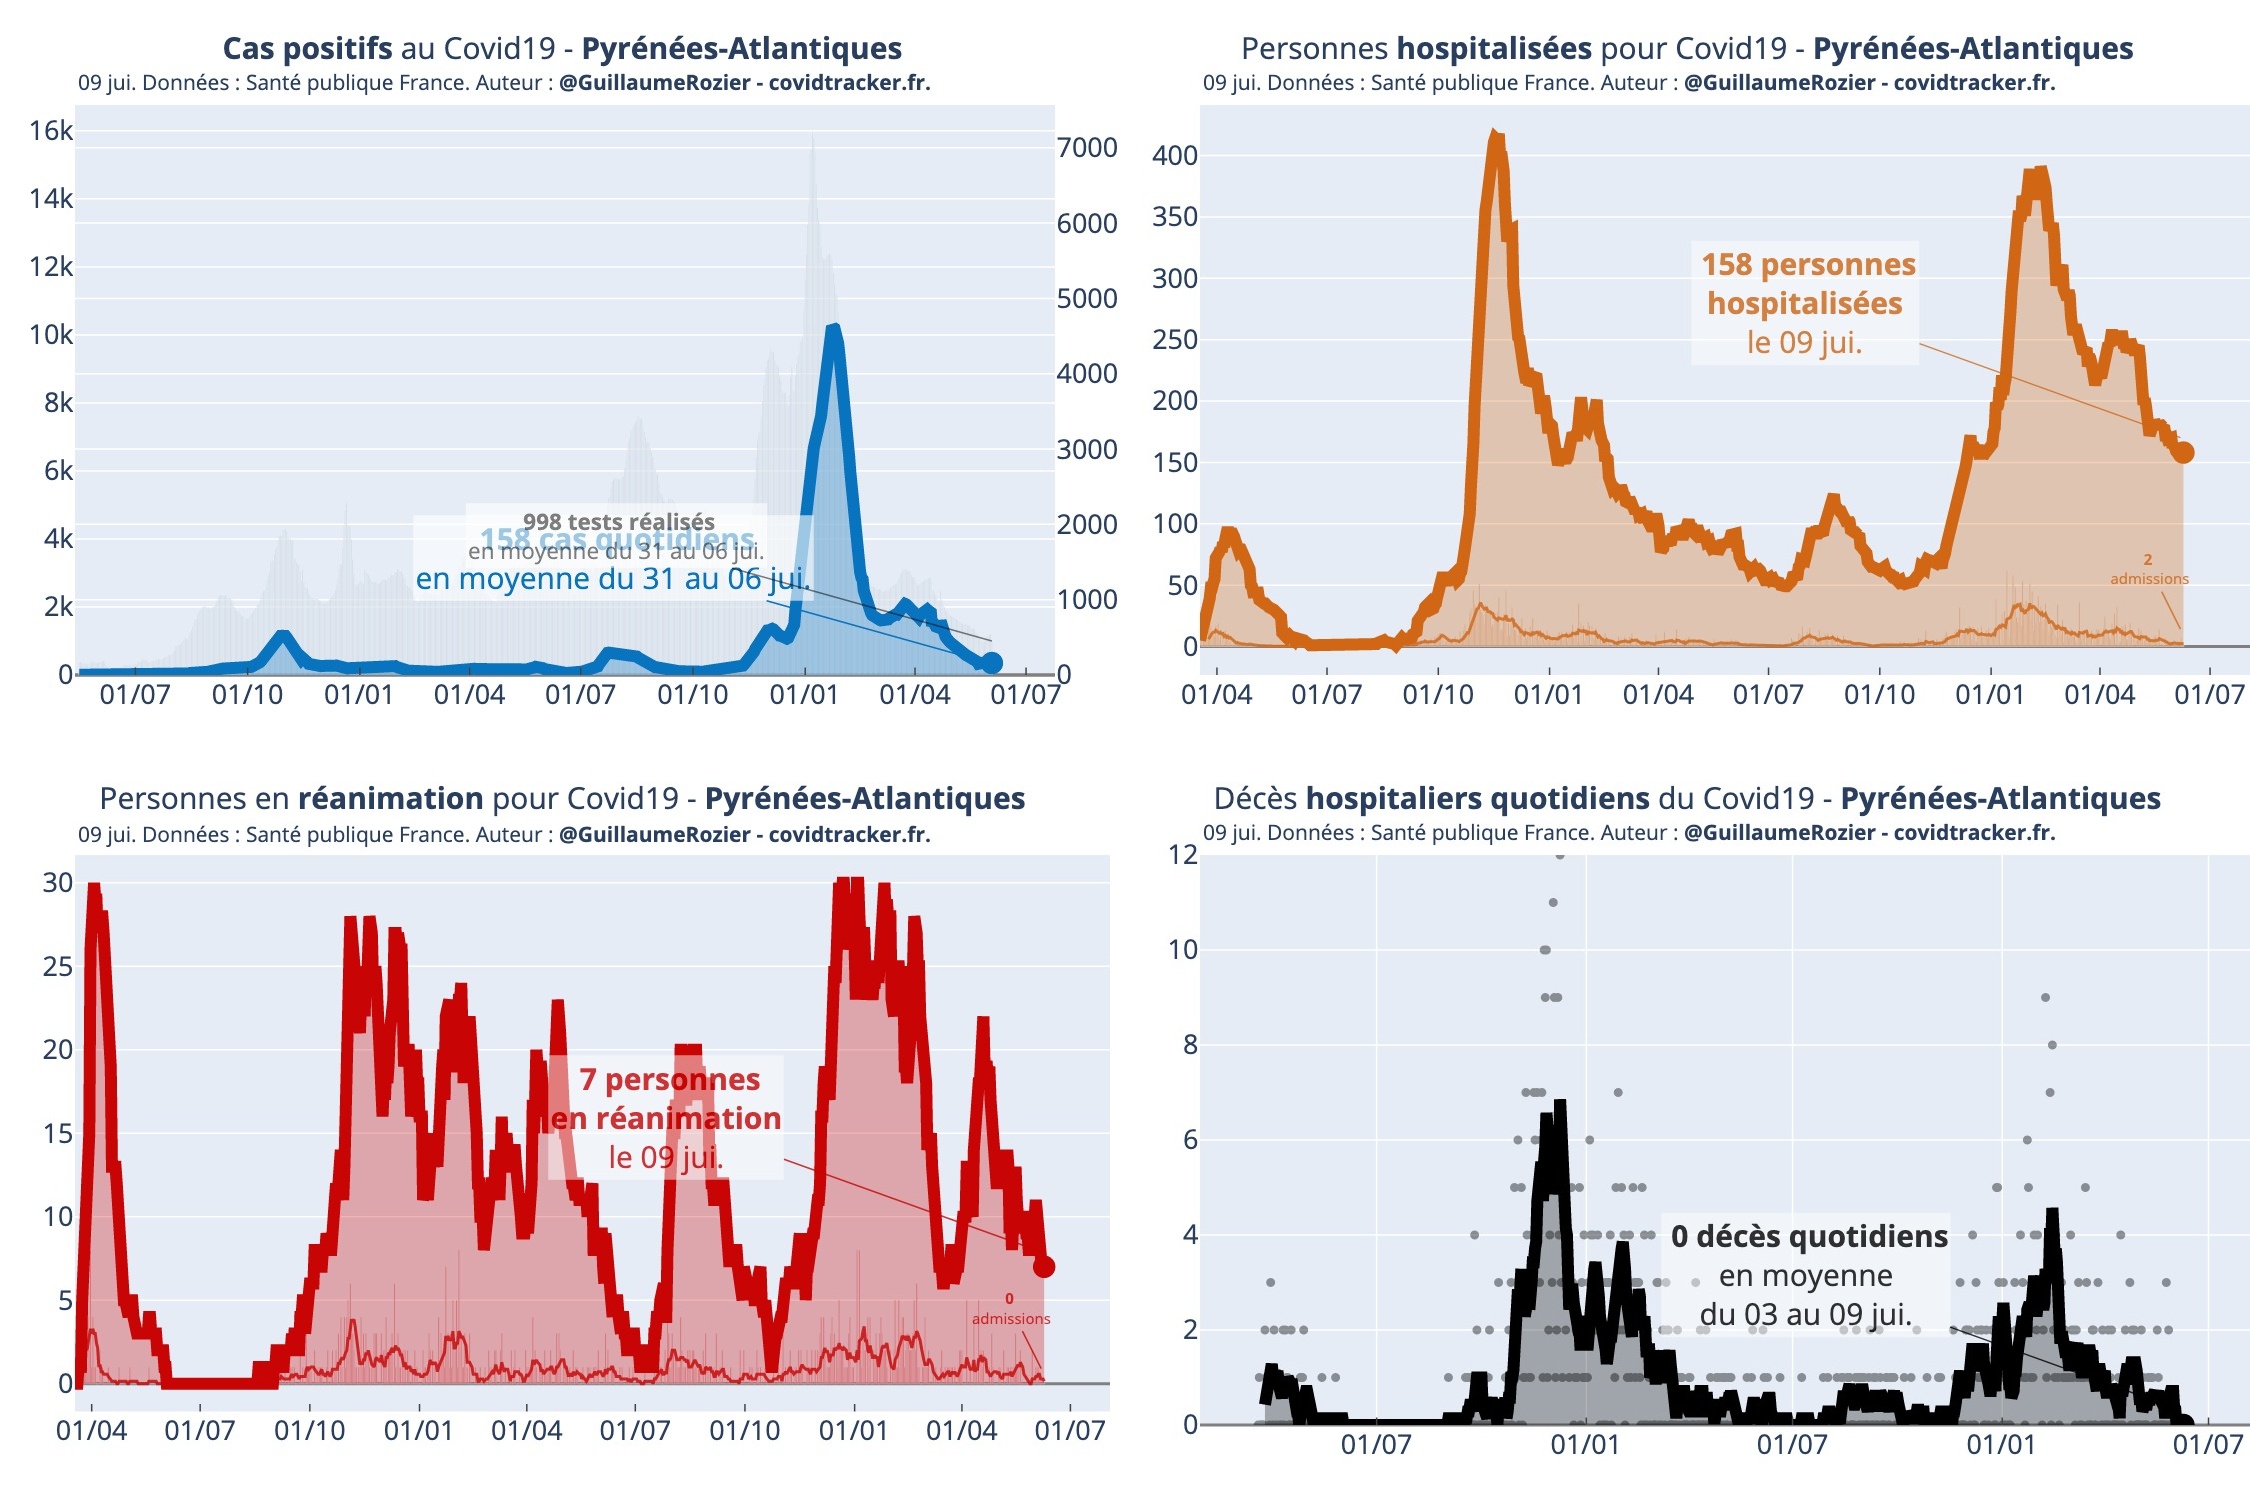 Cas positifs au Covid19 - Pyrénées-Atlantiques
09 jui. Données : Santé publique France. Auteur : @GuillaumeRozier - covidtracker.fr.
16k
14k
12k
10k
8k
6k
4k
2k
0
7000
6000
5000
4000
3000
2000
1000
0
998 tests réalisés
en moyenne du 31 au 06 jui.
158 cas quotidiens
en moyenne du 31 au 06 jui.
01/07 01/10 01/01 01/04 01/07 01/10 01/01 01/04 01/07
Personnes hospitalisées pour Covid19 - Pyrénées-Atlantiques
09 jui. Données : Santé publique France. Auteur : @GuillaumeRozier - covidtracker.fr.
400
350
300
250
200
150
100
50
0
158 personnes
hospitalisées
le 09 jui.
2
admissions
01/04 01/07 01/10 01/01 01/04 01/07 01/10 01/01 01/04 01/07
Personnes en réanimation pour Covid19 - Pyrénées-Atlantiques
09 jui. Données : Santé publique France. Auteur : @GuillaumeRozier - covidtracker.fr.
30
25
20
15
10
5
0
7 personnes
en réanimation
le 09 jui.
0
admissions
01/04 01/07 01/10 01/01 01/04 01/07 01/10 01/01 01/04 01/07
Décès hospitaliers quotidiens du Covid19 - Pyrénées-Atlantiques
09 jui. Données : Santé publique France. Auteur : @GuillaumeRozier - covidtracker.fr.
12
10
8
6
4
2
0
0 décès quotidiens
en moyenne
du 03 au 09 jui.
01/07 01/01 01/07 01/01 01/07